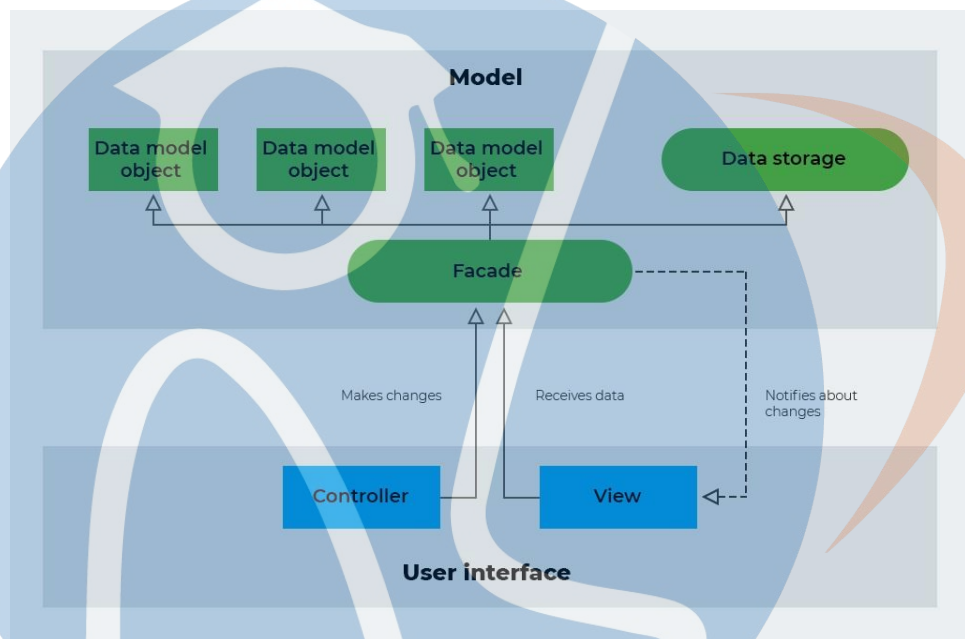 Model
Data model
object
Data model
object
Data model
object
Data storage
Facade
Makes changes
Receives data
Notifies about
changes
Controller
View
User interface